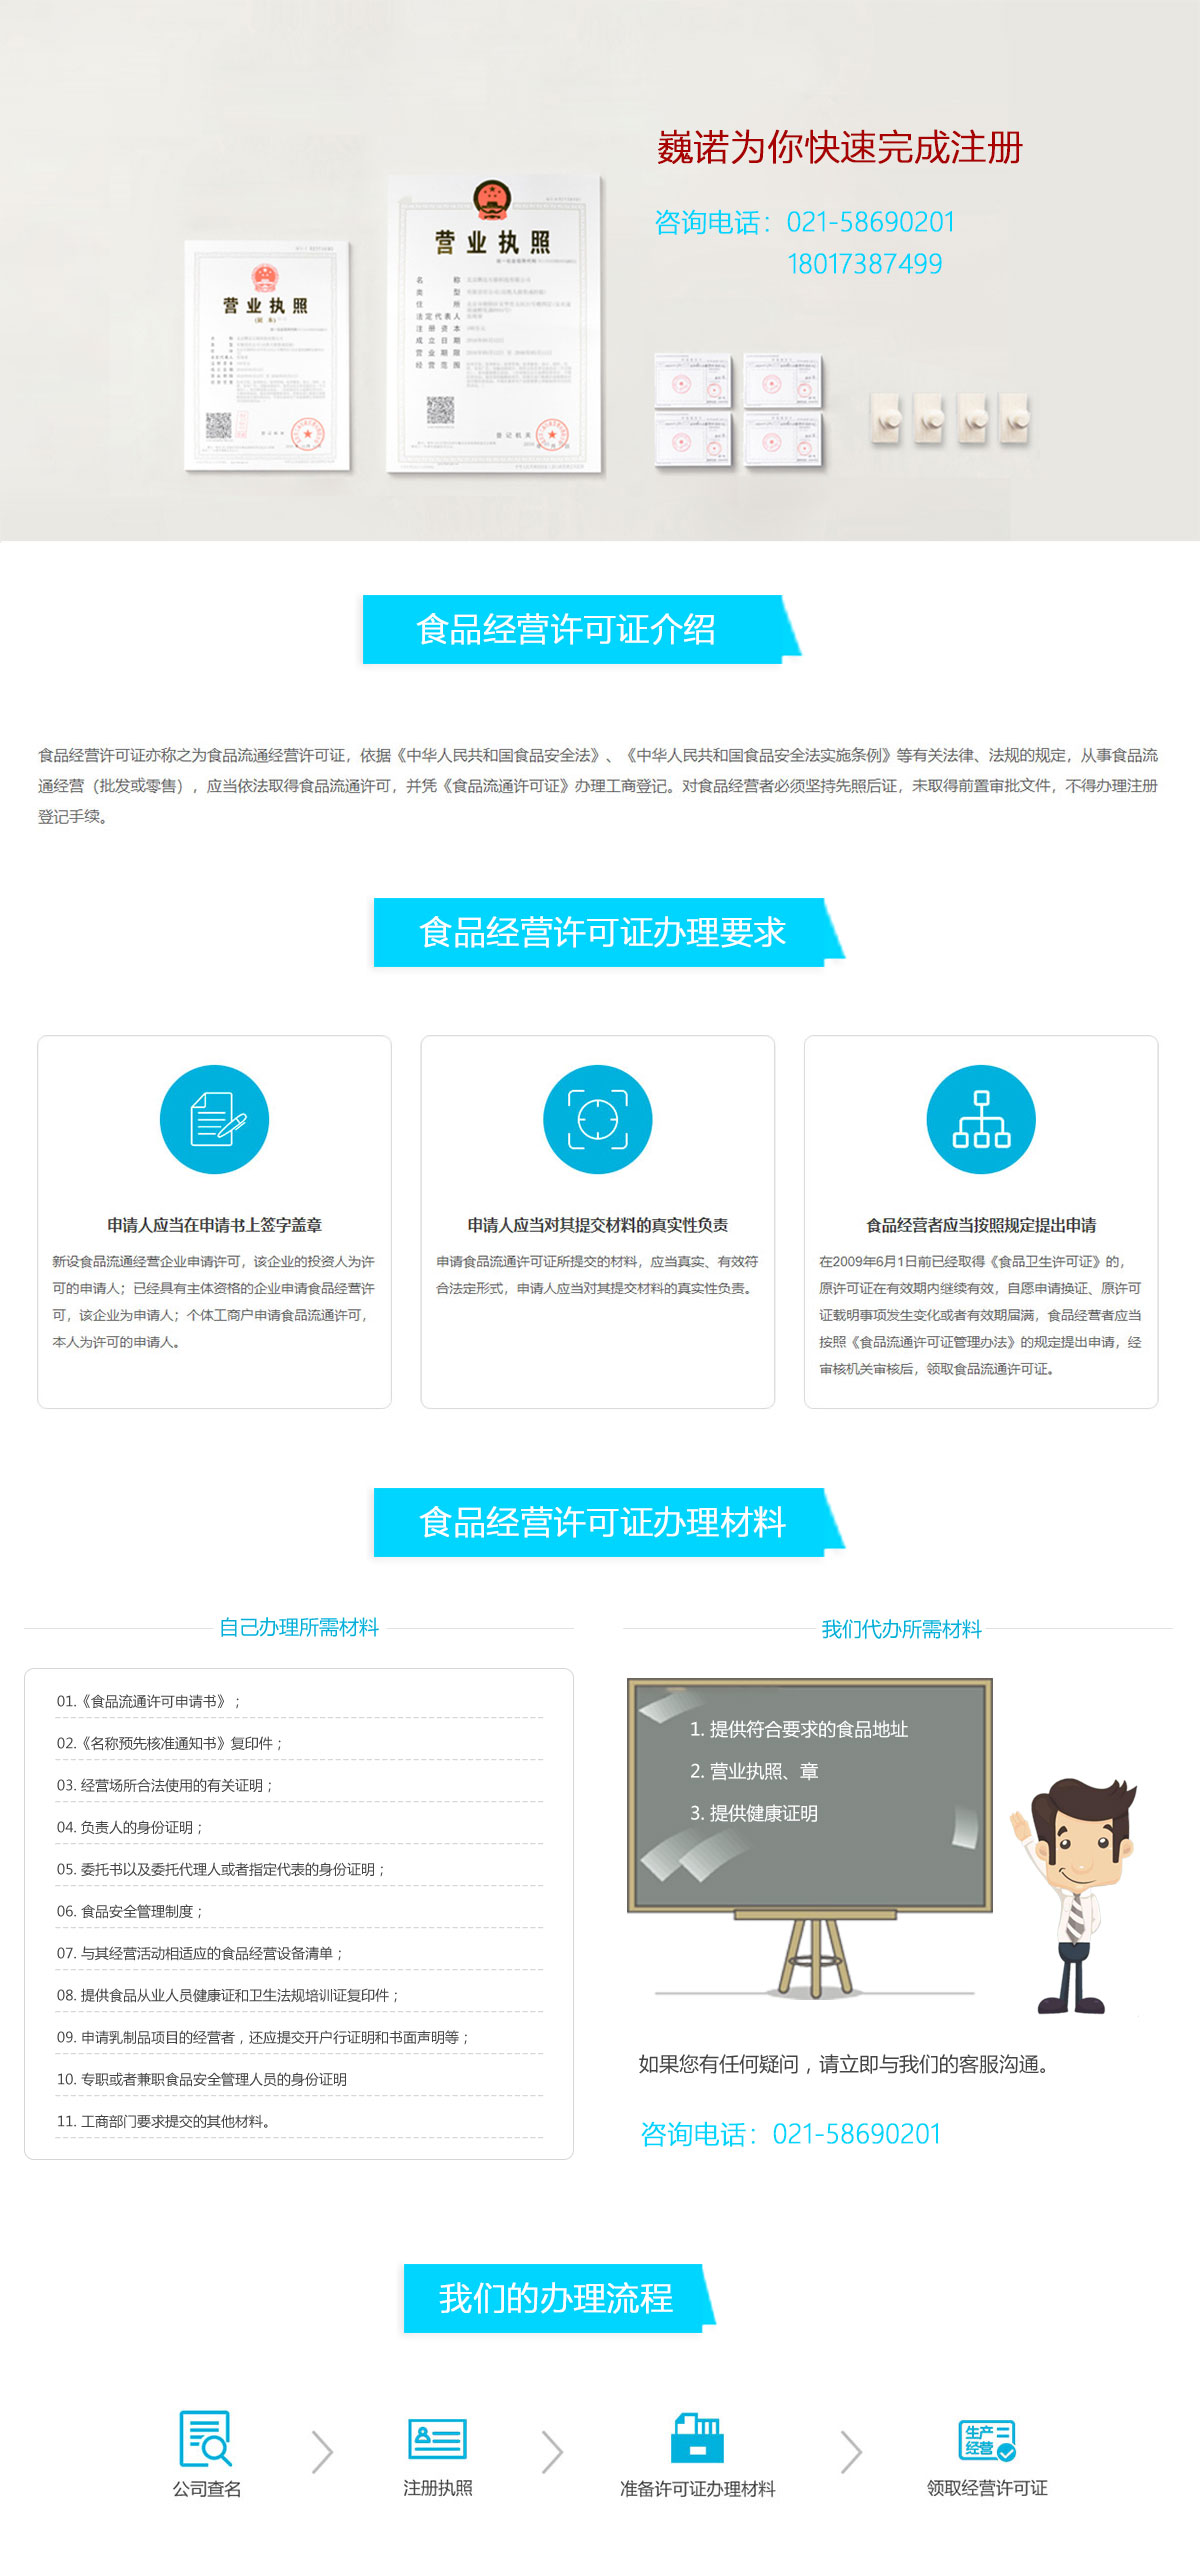 巍诺为你快速完成注册
咨询电话：021-58690201
18017387499
营业执照
营业执照
(副本)
名 称
类 型
住 所
法定代表人
注册资本
成立日期
营业期限
经营范围
登记机关
食品经营许可证介绍
食品经营许可证亦称之为食品流通经营许可证，依据《中华人民共和国食品安全法》、《中华人民共和国食品安全法实施条例》等有关法律、法规的规定，从事食品流
通经营（批发或零售），应当依法取得食品流通许可，并凭《食品流通许可证》办理工商登记。对食品经营者必须坚持先照后证，未取得前置审批文件，不得办理注册
登记手续。
食品经营许可证办理要求
申请人应当在申请书上签字盖章
新设食品流通经营企业申请许可，该企业的投资人为许
可的申请人；已经具有主体资格的企业申请食品经营许
可，该企业为申请人；个体工商户申请食品流通许可，
本人为许可的申请人。
申请人应当对其提交材料的真实性负责
申请食品流通许可证所提交的材料，应当真实、有效符
合法定形式，申请人应当对其提交材料的真实性负责。
食品经营者应当按照规定提出申请
在2009年6月1日前已经取得《食品卫生许可证》的，
原许可证在有效期内继续有效，自愿申请换证、原许可
证载明事项发生变化或者有效期届满，食品经营者应当
按照《食品流通许可证管理办法》的规定提出申请，经
审核机关审核后，领取食品流通许可证。
食品经营许可证办理材料
自己办理所需材料
01.《食品流通许可申请书》；
02.《名称预先核准通知书》复印件；
03. 经营场所合法使用的有关证明；
04. 负责人的身份证明；
05. 委托书以及委托代理人或者指定代表的身份证明；
06. 食品安全管理制度；
07. 与其经营活动相适应的食品经营设备清单；
08. 提供食品从业人员健康证和卫生法规培训证复印件；
09. 申请乳制品项目的经营者，还应提交开户行证明和书面声明等；
10. 专职或者兼职食品安全管理人员的身份证明
11. 工商部门要求提交的其他材料。
我们代办所需材料
1. 提供符合要求的食品地址
2. 营业执照、章
3. 提供健康证明
如果您有任何疑问，请立即与我们的客服沟通。
咨询电话：021-58690201
我们的办理流程
公司查名
注册执照
准备许可证办理材料
生产
经营
领取经营许可证